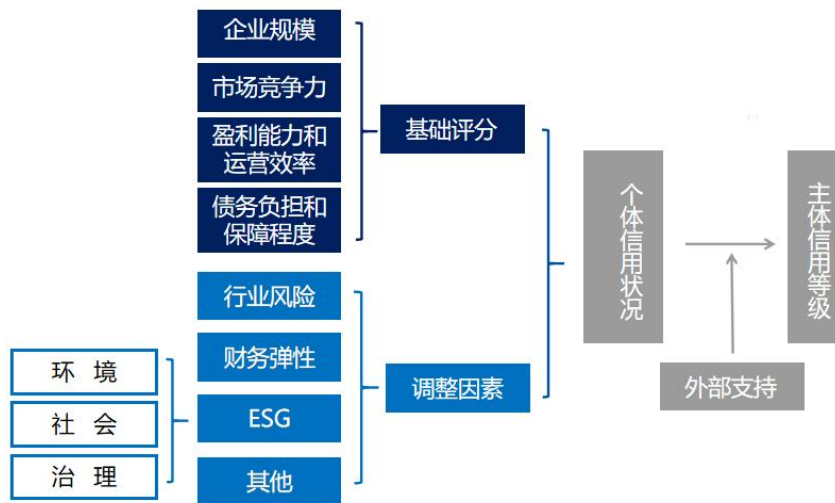 企业规模
市场竞争力
盈利能力和
运营效率
债务负担和
保障程度
基础评分
行业风险
财务弹性
ESG
其他
环 境
社 会
治 理
调整因素
个体信用状况
外部支持
主体信用等级